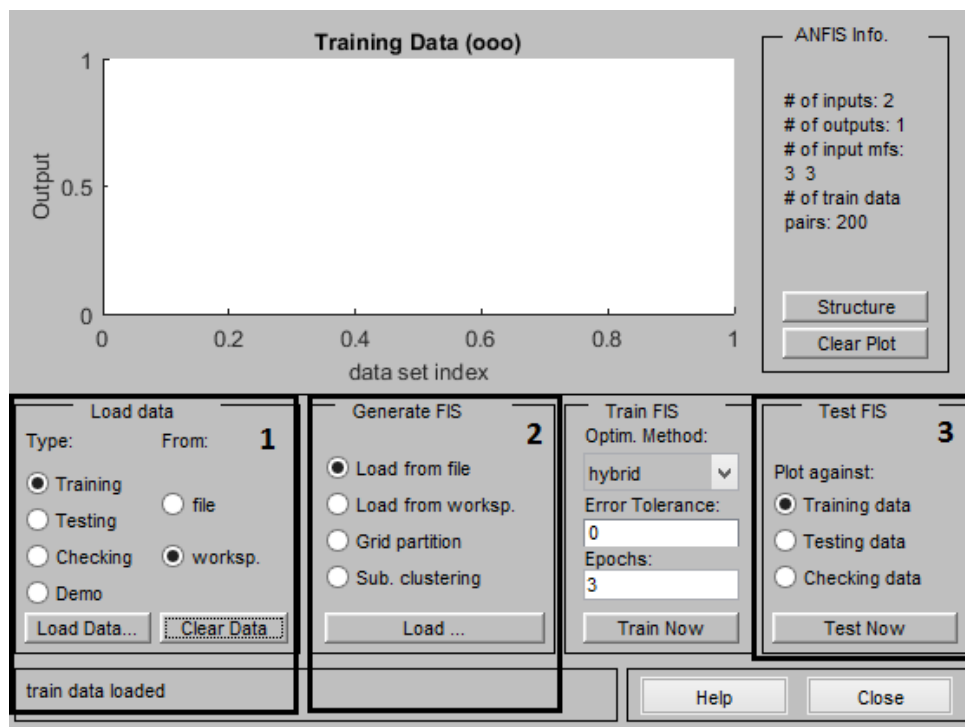 Training Data (ooo)
1
0.5
0
Output
0
0.2
0.4
0.6
0.8
1
data set index
ANFIS Info.
# of inputs: 2
# of outputs: 1
# of input mfs:
3 3
# of train data
pairs: 200
Structure
Clear Plot
Load data
1
Type:
From:
Training
Testing
Checking
Demo
file
worksp.
Load Data...
Clear Data
Generate FIS
2
Load from file
Load from worksp.
Grid partition
Sub. clustering
Load ...
Train FIS
Optim. Method:
hybrid
Error Tolerance:
0
Epochs:
3
Train Now
Test FIS
3
Plot against:
Training data
Testing data
Checking data
Test Now
train data loaded
Help
Close